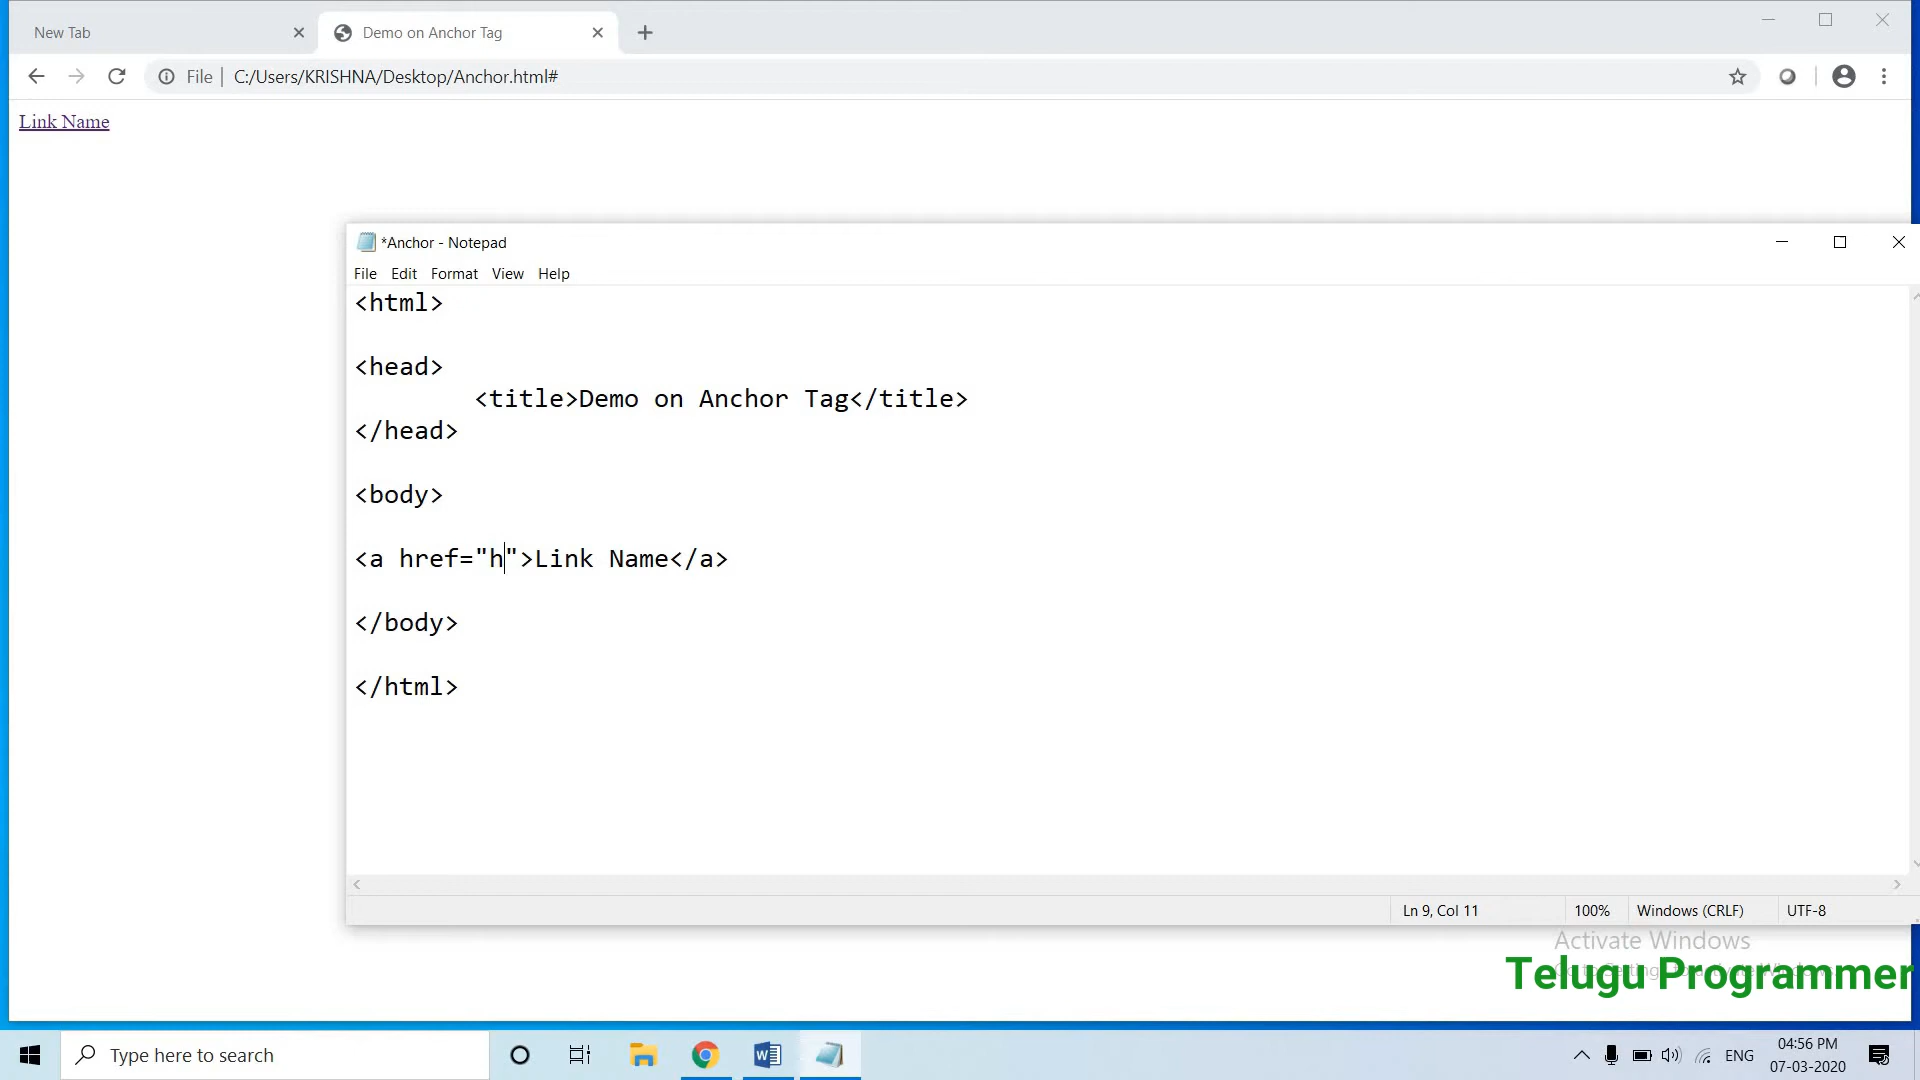 New Tab
Demo on Anchor Tag
File
C:/Users/KRISHNA/Desktop/Anchor.html#
Link Name
*Anchor - Notepad
File Edit Format View Help
<html>
<head>
<title>Demo on Anchor Tag</title>
</head>
<body>
<a href="h">Link Name</a>
</body>
</html>
Ln 9, Col 11
100%
Windows (CRLF)
UTF-8
Activate Windows
Telugu Programmer
Type here to search
ENG
04:56 PM
07-03-2020